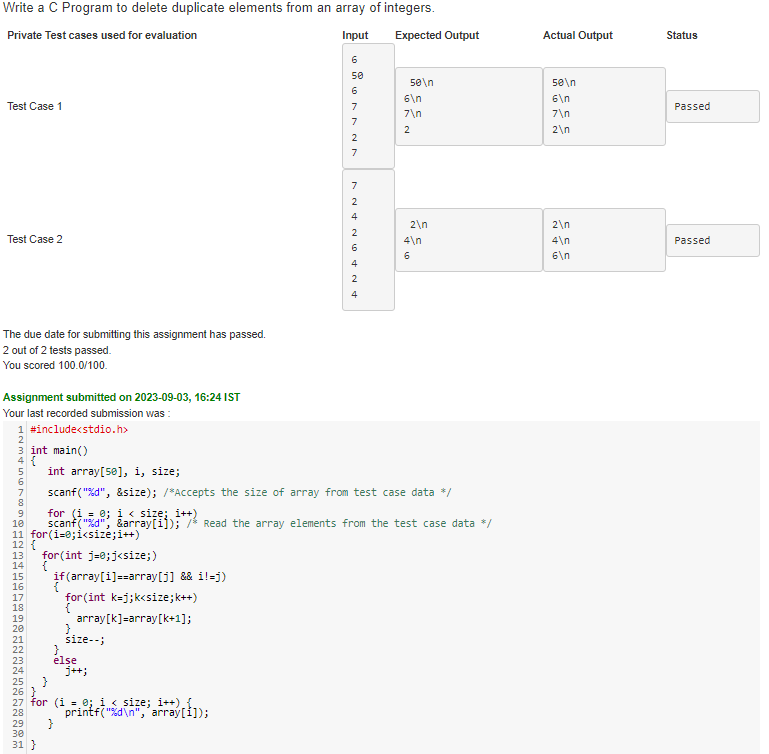 Write a C Program to delete duplicate elements from an array of integers.
Private Test cases used for evaluation Input Expected Output Actual Output Status
Test Case 1
6
50
6
7
7
2
7
50\n
6\n
7\n
2
50\n
6\n
7\n
2\n
Passed
Test Case 2
7
2
4
2
6
4
2
4
2\n
4\n
6
2\n
4\n
6\n
Passed
The due date for submitting this assignment has passed.
2 out of 2 tests passed.
You scored 100.0/100.
Assignment submitted on 2023-09-03, 16:24 IST
Your last recorded submission was :
1 #include<stdio.h>
2
3 int main()
4 {
5 int array[50], i, size;
6
7 scanf("%d", &size); /*Accepts the size of array from test case data */
8
9 for (i = 0; i < size; i++)
10 scanf("%d", &array[i]); /* Read the array elements from the test case data */
11 for(i=0;i<size;i++)
12 {
13 for(int j=0;j<size;)
14 {
15 if(array[i]==array[j] && i!=j)
16 {
17 for(int k=j;k<size;k++)
18 {
19 array[k]=array[k+1];
20 }
21 size--;
22 }
23 else
24 j++;
25 }
26 }
27 for (i = 0; i < size; i++) {
28 printf("%d\n", array[i]);
29 }
30
31 }